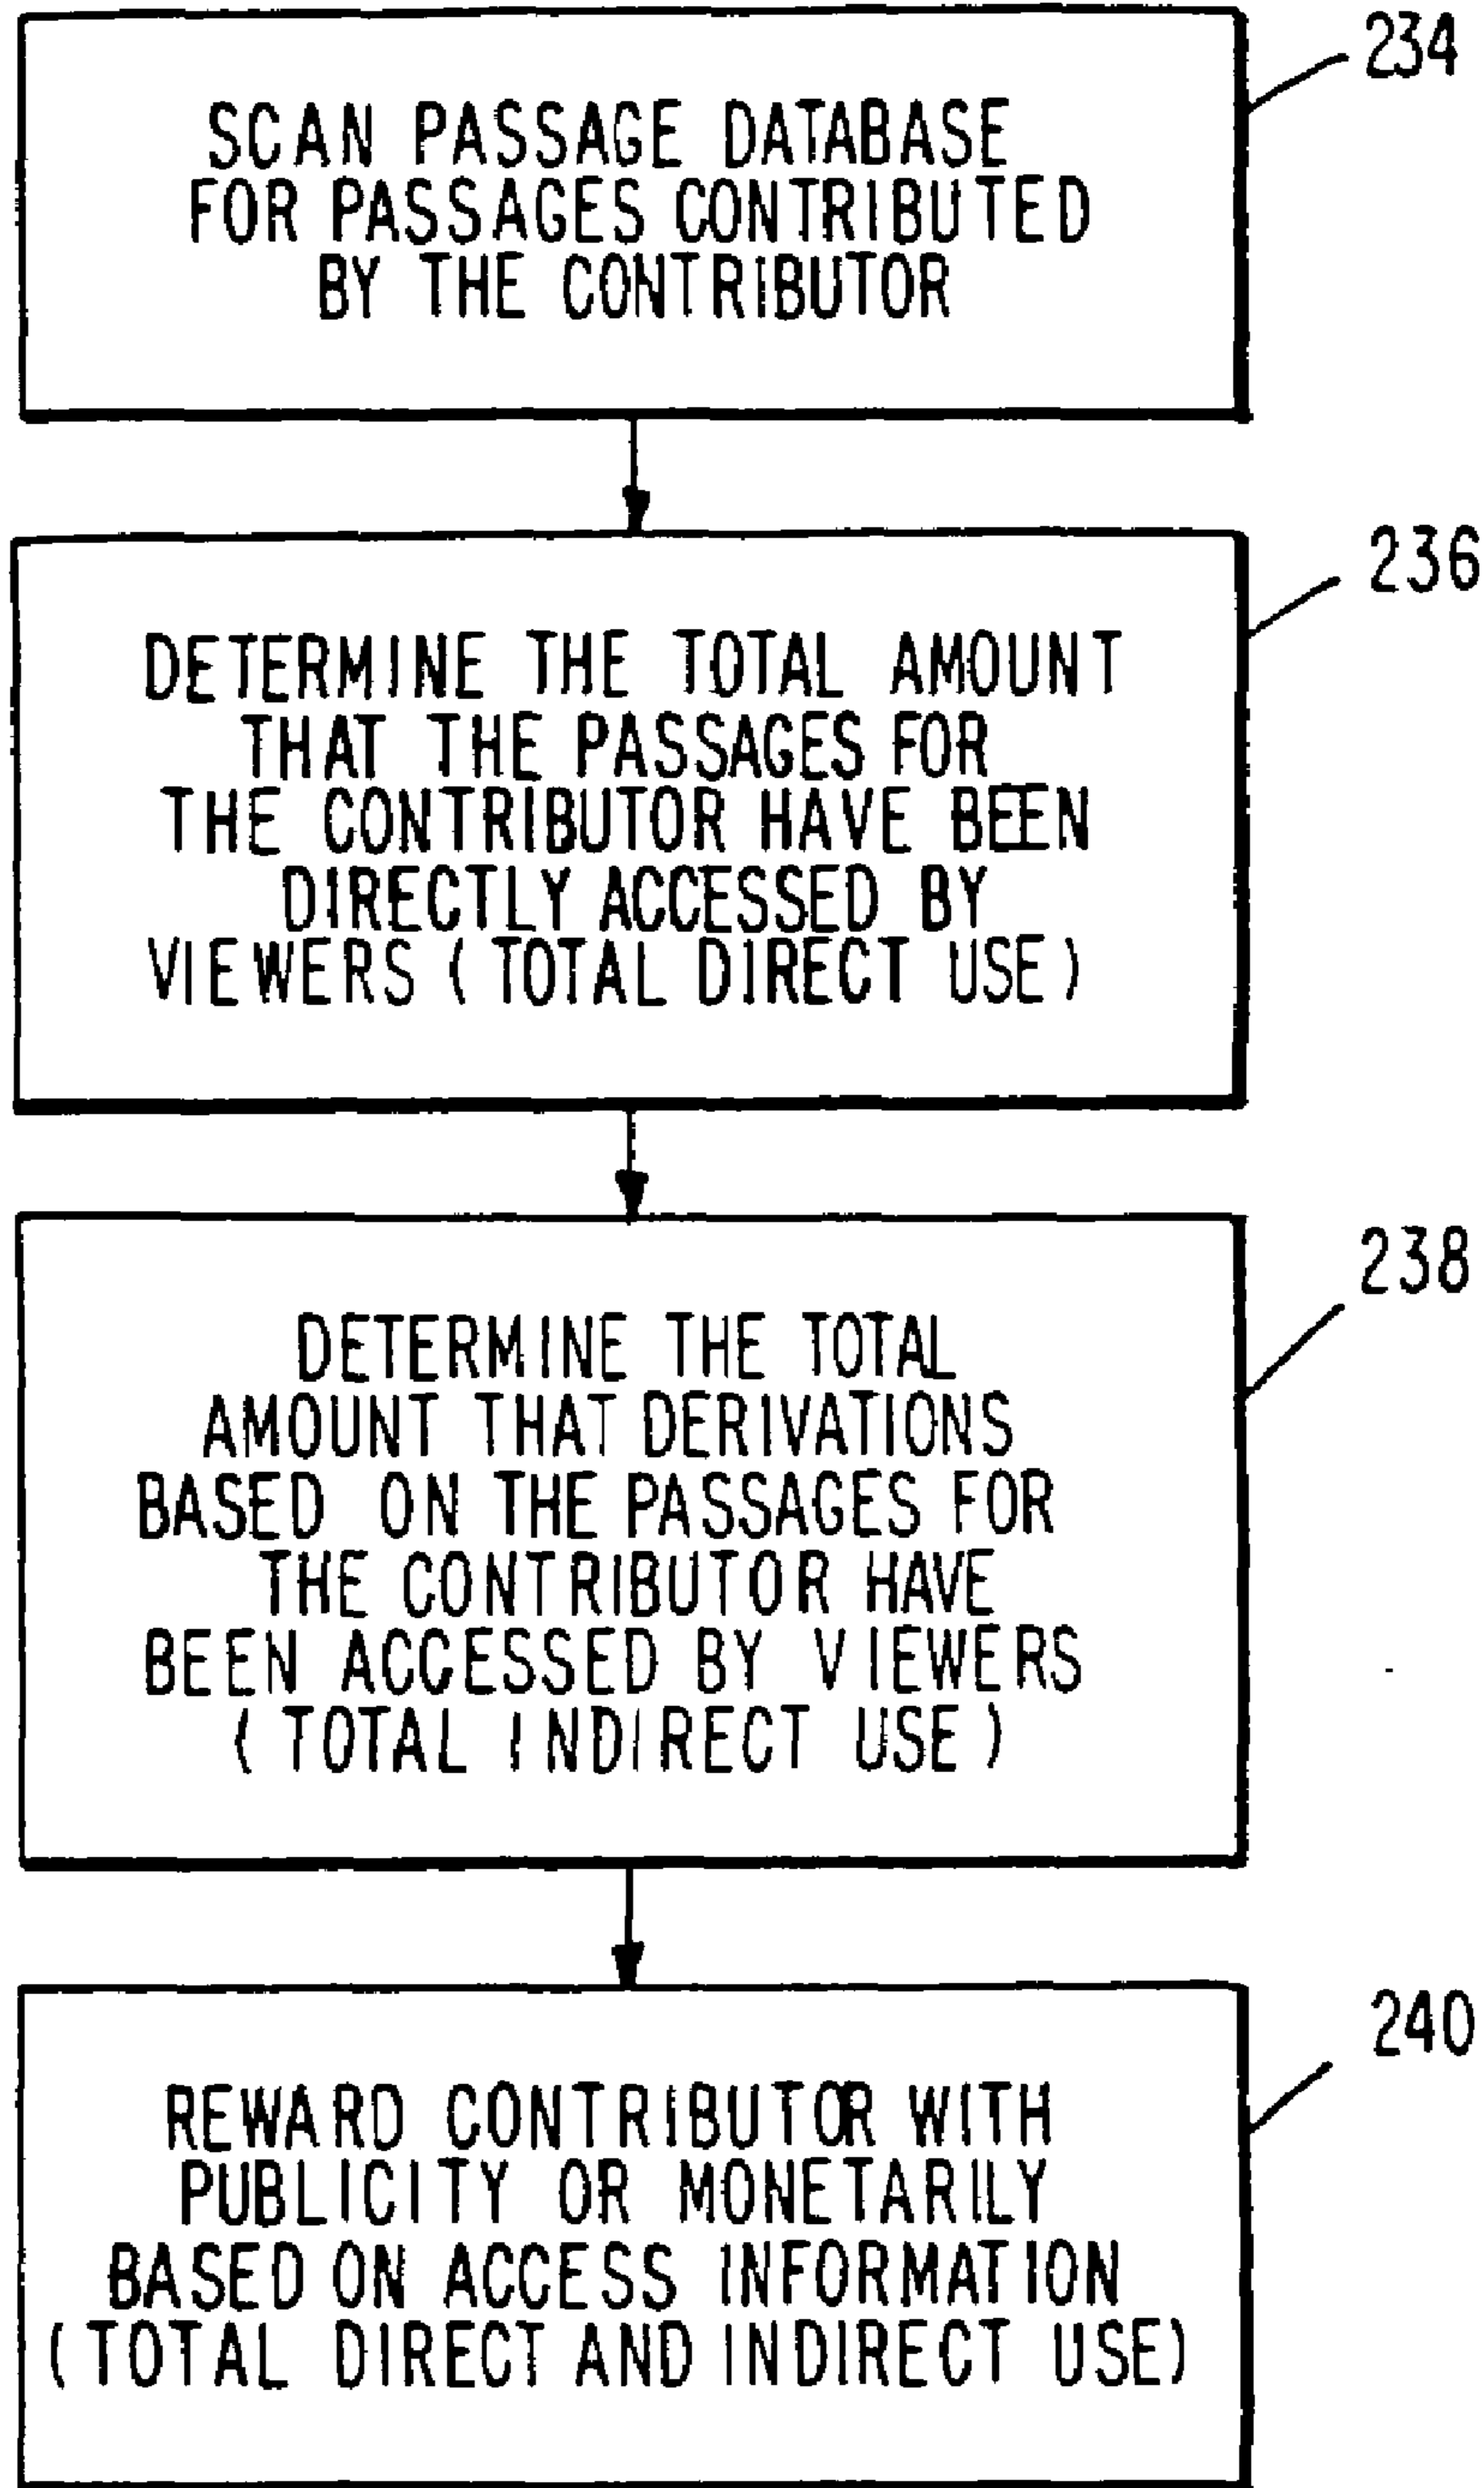 234
SCAN PASSAGE DATABASE
FOR PASSAGES CONTRIBUTED
BY THE CONTRIBUTOR
236
DETERMINE THE TOTAL AMOUNT
THAT THE PASSAGES FOR
THE CONTRIBUTOR HAVE BEEN
DIRECTLY ACCESSED BY
VIEWERS (TOTAL DIRECT USE)
238
DETERMINE THE TOTAL
AMOUNT THAT DERIVATIONS
BASED ON THE PASSAGES FOR
THE CONTRIBUTOR HAVE
BEEN ACCESSED BY VIEWERS
(TOTAL INDIRECT USE)
240
REWARD CONTRIBUTOR WITH
PUBLICITY OR MONETARILY
BASED ON ACCESS INFORMATION
(TOTAL DIRECT AND INDIRECT USE)